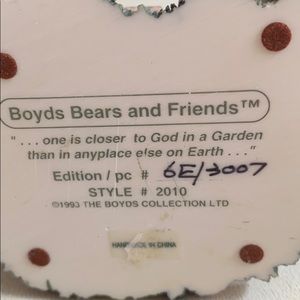 Boyds Bears and Friends™
"... one is closer to God in a Garden
than in anyplace else on Earth ..."
Edition / pc # 6E/3007
STYLE # 2010
©1993 THE BOYDS COLLECTION LTD
HANDMADE IN CHINA